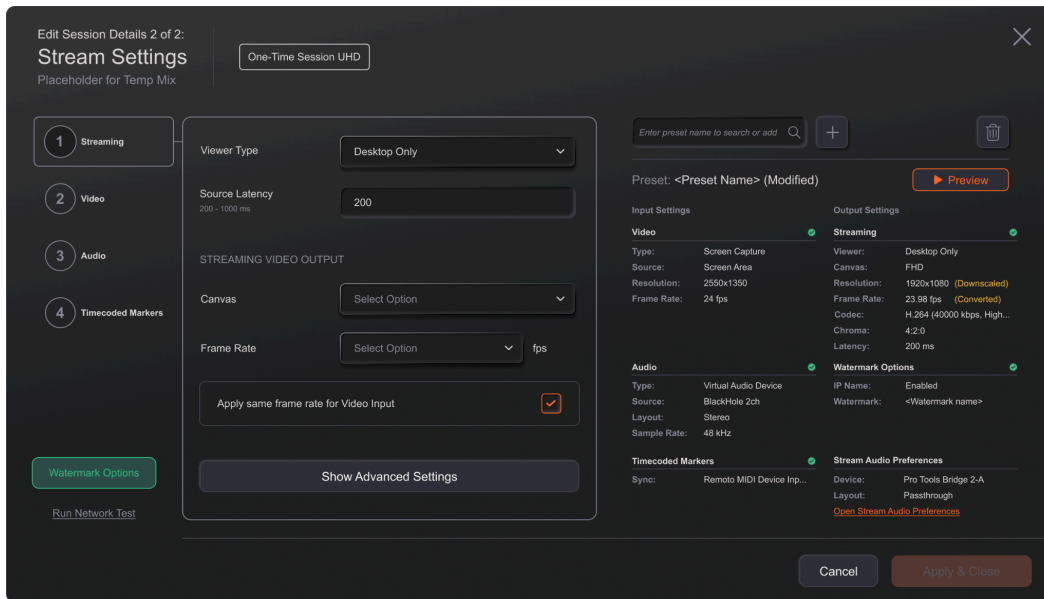 Edit Session Details 2 of 2:
Stream Settings
Placeholder for Temp Mix
One-Time Session UHD
1 Streaming
2 Video
3 Audio
4 Timecoded Markers
Watermark Options
Run Network Test
Viewer Type
Desktop Only
Source Latency
200 - 1000 ms
200
STREAMING VIDEO OUTPUT
Canvas
Select Option
Frame Rate
Select Option
fps
Apply same frame rate for Video Input
Show Advanced Settings
Enter preset name to search or add
Preset: <Preset Name> (Modified)
Preview
Input Settings
Video
Type: Screen Capture
Source: Screen Area
Resolution: 2550x1350
Frame Rate: 24 fps
Audio
Type: Virtual Audio Device
Source: BlackHole 2ch
Layout: Stereo
Sample Rate: 48 kHz
Timecoded Markers
Sync: Remoto MIDI Device Inp...
Output Settings
Streaming
Viewer: Desktop Only
Canvas: FHD
Resolution: 1920x1080 (Downscaled)
Frame Rate: 23.98 fps (Converted)
Codec: H.264 (40000 kbps, High...
Chroma: 4:2:0
Latency: 200 ms
Watermark Options
IP Name: Enabled
Watermark: <Watermark name>
Stream Audio Preferences
Device: Pro Tools Bridge 2-A
Layout: Passthrough
Open Stream Audio Preferences
Cancel
Apply & Close